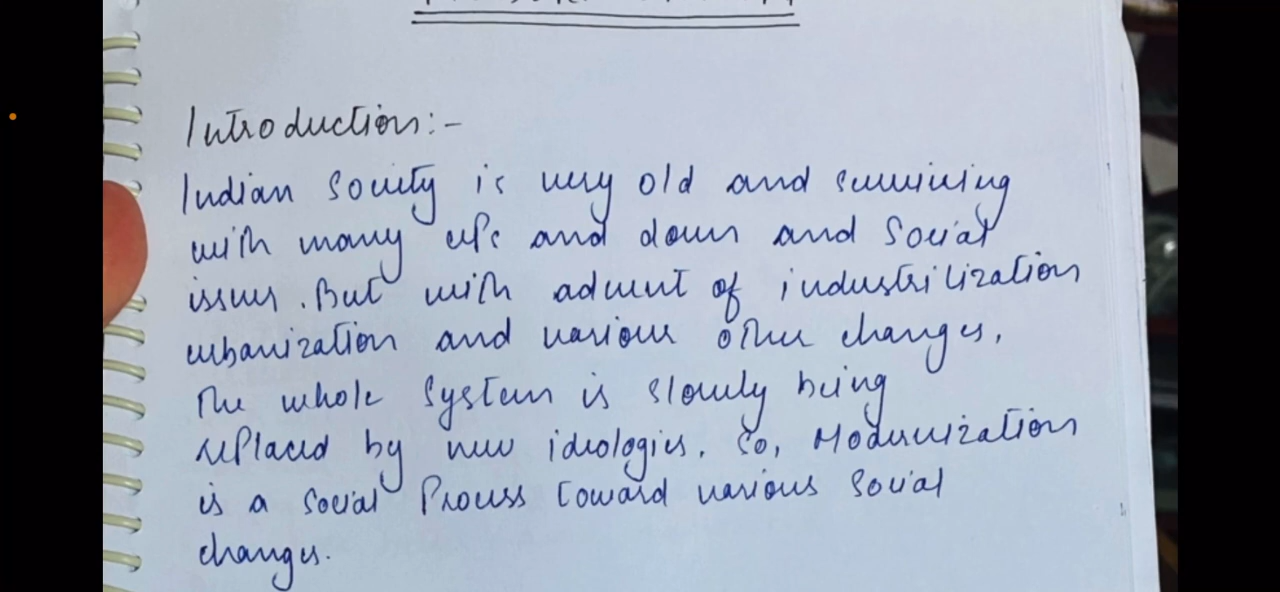 Introduction:-
Indian Society is very old and surviving
with many ups and down and Social
issues. But with advent of industrilization
urbanization and various other changes,
The whole System is slowly being
replaced by new ideologies. So, Modernization
is a Social Process toward various Social
changes.